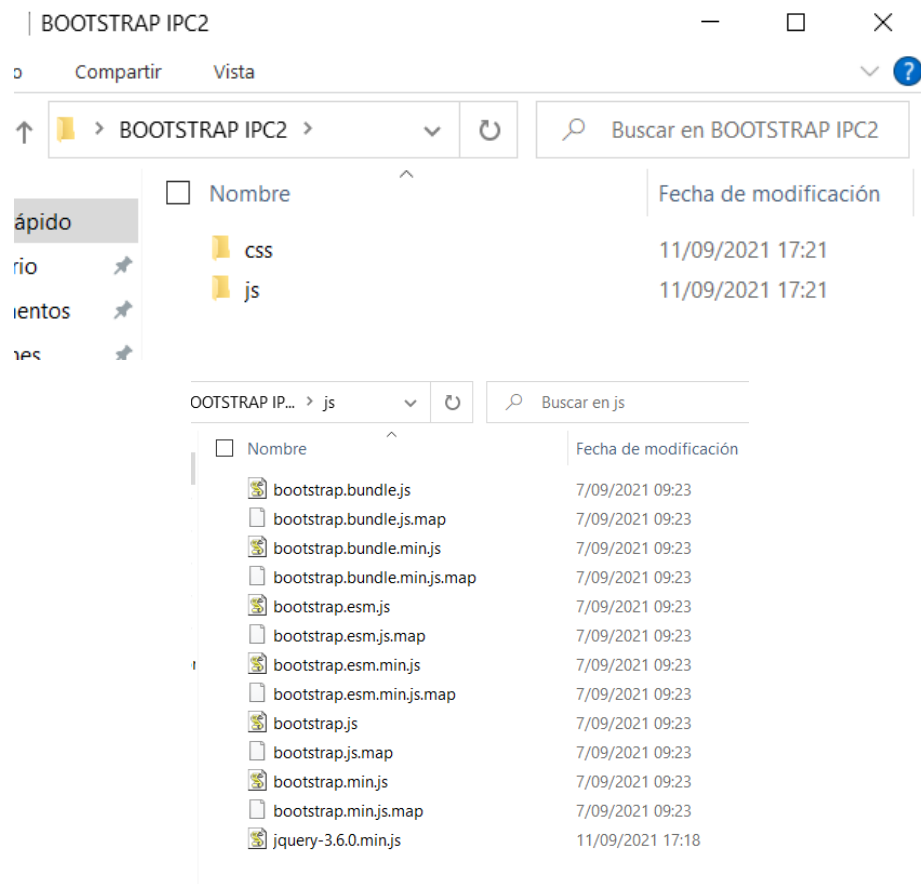 BOOTSTRAP IPC2
Compartir Vista
BOOTSTRAP IPC2 Buscar en BOOTSTRAP IPC2
Nombre Fecha de modificación
ápido
css 11/09/2021 17:21
rio
js 11/09/2021 17:21
nentos
nes
OOTSTRAP IP... js Buscar en js
Nombre Fecha de modificación
bootstrap.bundle.js 7/09/2021 09:23
bootstrap.bundle.js.map 7/09/2021 09:23
bootstrap.bundle.min.js 7/09/2021 09:23
bootstrap.bundle.min.js.map 7/09/2021 09:23
bootstrap.esm.js 7/09/2021 09:23
bootstrap.esm.js.map 7/09/2021 09:23
bootstrap.esm.min.js 7/09/2021 09:23
bootstrap.esm.min.js.map 7/09/2021 09:23
bootstrap.js 7/09/2021 09:23
bootstrap.js.map 7/09/2021 09:23
bootstrap.min.js 7/09/2021 09:23
bootstrap.min.js.map 7/09/2021 09:23
jquery-3.6.0.min.js 11/09/2021 17:18